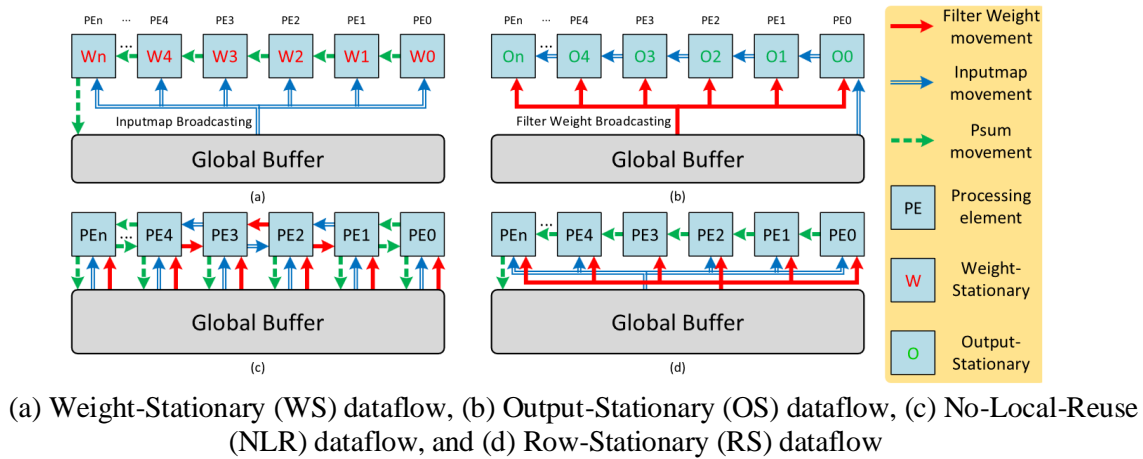 PEn ... PE4 PE3 PE2 PE1 PE0
Wn ... W4 W3 W2 W1 W0
Inputmap Broadcasting
Global Buffer
(a)
PEn ... PE4 PE3 PE2 PE1 PE0
On ... O4 O3 O2 O1 O0
Filter Weight Broadcasting
Global Buffer
(b)
PEn ... PE4 PE3 PE2 PE1 PE0
Global Buffer
(c)
PEn ... PE4 PE3 PE2 PE1 PE0
Global Buffer
(d)
Filter Weight
movement
Inputmap
movement
Psum
movement
PE
Processing
element
W
Weight-
Stationary
O
Output-
Stationary
(a) Weight-Stationary (WS) dataflow, (b) Output-Stationary (OS) dataflow, (c) No-Local-Reuse
(NLR) dataflow, and (d) Row-Stationary (RS) dataflow